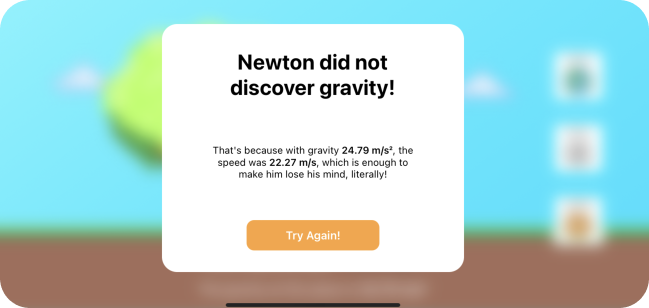 Newton did not
discover gravity!
That's because with gravity 24.79 m/s², the
speed was 22.27 m/s, which is enough to
make him lose his mind, literally!
Try Again!